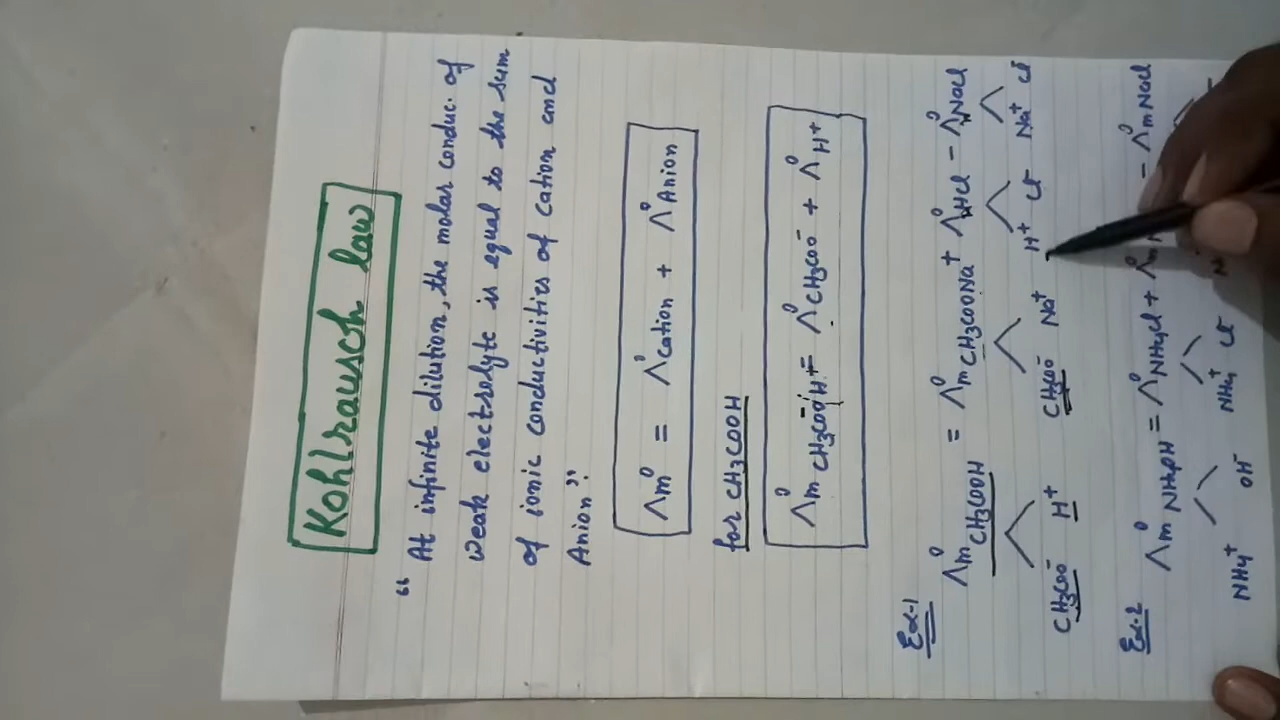 Kohlrausch law
“ At infinite dilution, the molar conduc. of
weak electrolyte is equal to the sum
of ionic conductivities of cation and
Anion”.
Λm° = Λ°cation + Λ°Anion
for CH3COOH
Λ°m CH3COO⁻H⁺ = Λ°CH3COO⁻ + Λ°H⁺
Ex-1
Λ°m CH3COOH = Λ°m CH3COONa + Λ°HCl − Λ°NaCl
CH3COO⁻ H⁺ CH3COO⁻ Na⁺ H⁺ Cl⁻ Na⁺ Cl⁻
Ex-2
Λ°m NH4OH = Λ°NH4Cl + Λ°m − Λ°m NaCl
NH4⁺ OH⁻ NH4⁺ Cl⁻